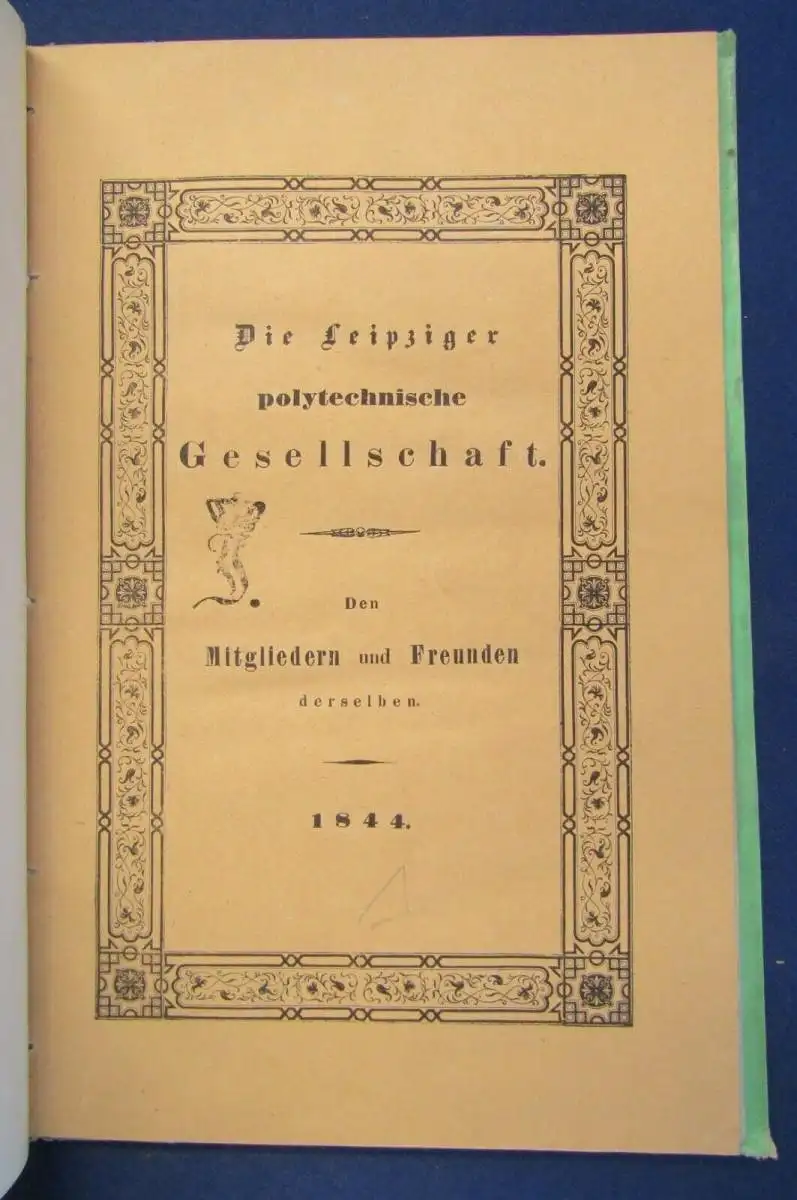 Die Leipziger
polytechnische
Gesellschaft.
Den
Mitgliedern und Freunden
derselben.
1844.